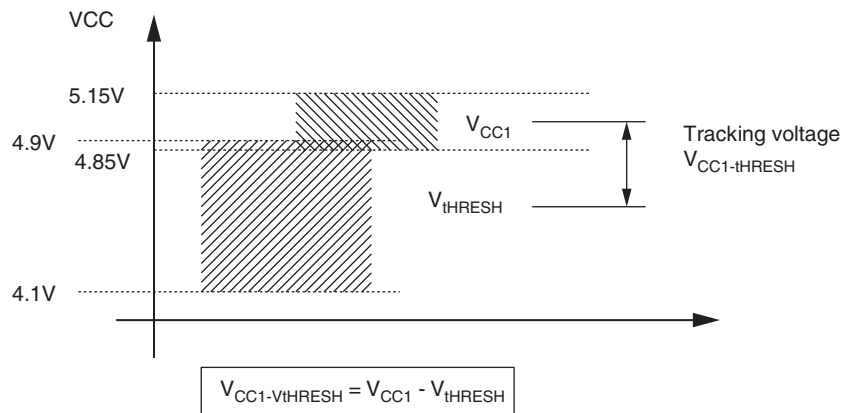 VCC
5.15V
4.9V
4.85V
4.1V
VCC1
VtHRESH
Tracking voltage
VCC1-tHRESH
VCC1-VtHRESH = VCC1 - VtHRESH